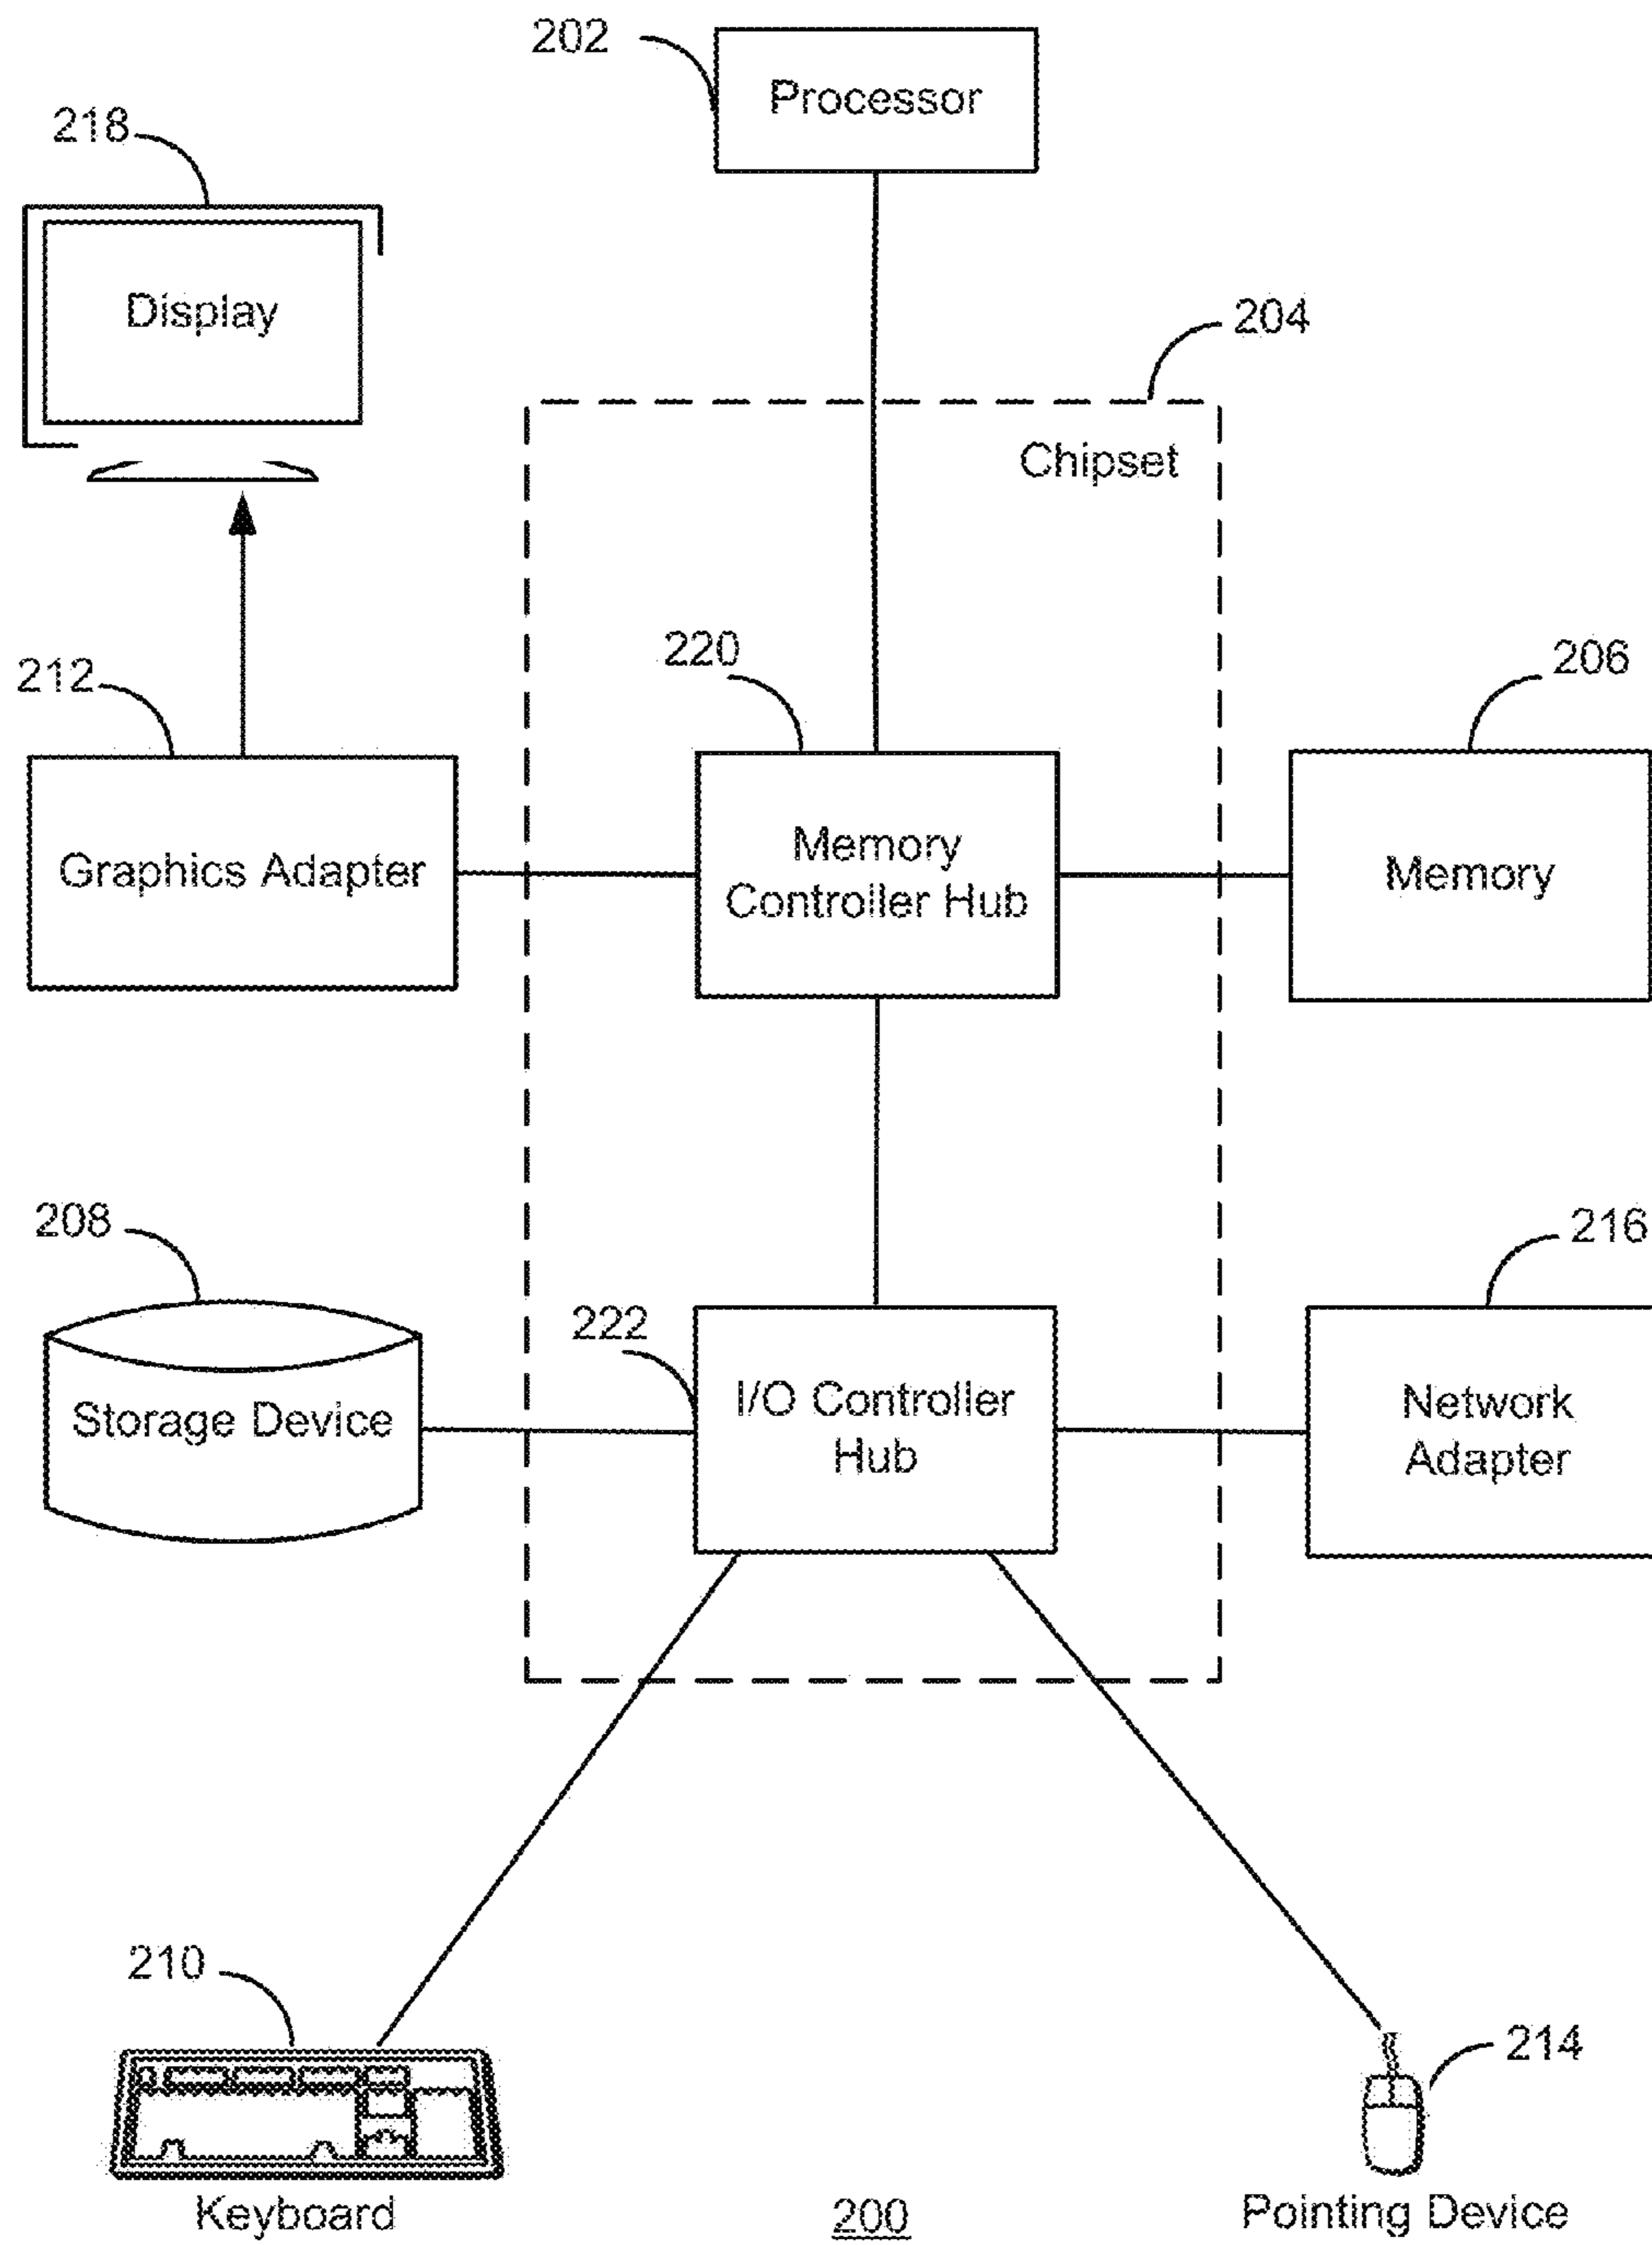 202
Processor
218
Display
204
Chipset
220
206
212
Memory
Controller Hub
Graphics Adapter
Memory
208
216
222
I/O Controller
Hub
Storage Device
Network
Adapter
210
214
Keyboard
200
Pointing Device